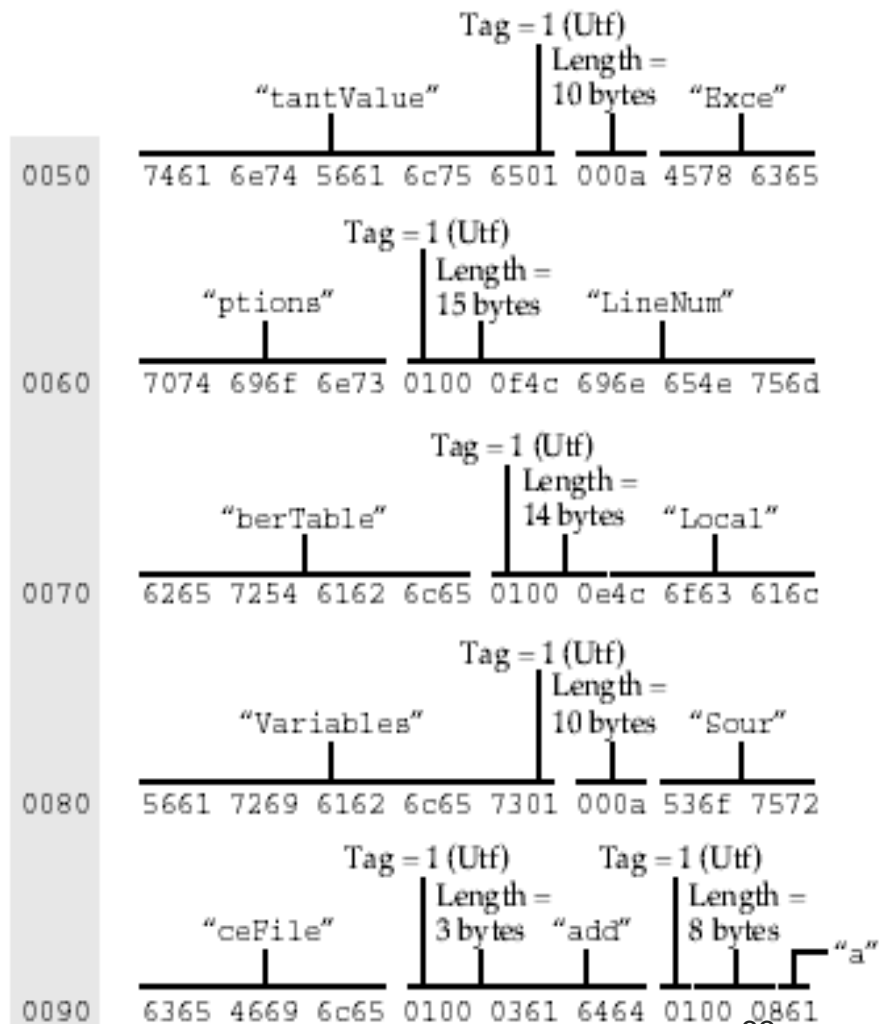 Tag = 1 (Utf)
Length =
“tantValue” 10 bytes “Exce”
0050 7461 6e74 5661 6c75 6501 000a 4578 6365
Tag = 1 (Utf)
Length =
“ptions” 15 bytes “LineNum”
0060 7074 696f 6e73 0100 0f4c 696e 654e 756d
Tag = 1 (Utf)
Length =
“berTable” 14 bytes “Local”
0070 6265 7254 6162 6c65 0100 0e4c 6f63 616c
Tag = 1 (Utf)
Length =
“Variables” 10 bytes “Sour”
0080 5661 7269 6162 6c65 7301 000a 536f 7572
Tag = 1 (Utf) Tag = 1 (Utf)
Length = Length =
“ceFile” 3 bytes “add” 8 bytes “a”
0090 6365 4669 6c65 0100 0361 6464 0100 0861